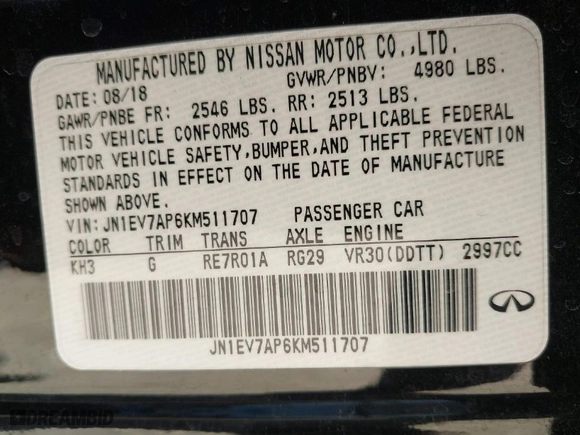 MANUFACTURED BY NISSAN MOTOR CO.,LTD.
DATE: 08/18 GVWR/PNBV: 4980 LBS.
GAWR/PNBE FR: 2546 LBS. RR: 2513 LBS.
THIS VEHICLE CONFORMS TO ALL APPLICABLE FEDERAL
MOTOR VEHICLE SAFETY,BUMPER,AND THEFT PREVENTION
STANDARDS IN EFFECT ON THE DATE OF MANUFACTURE
SHOWN ABOVE.
VIN: JN1EV7AP6KM511707 PASSENGER CAR
COLOR TRIM TRANS AXLE ENGINE
KH3 G RE7R01A RG29 VR30(DDTT) 2997CC
JN1EV7AP6KM511707
DREAMBID